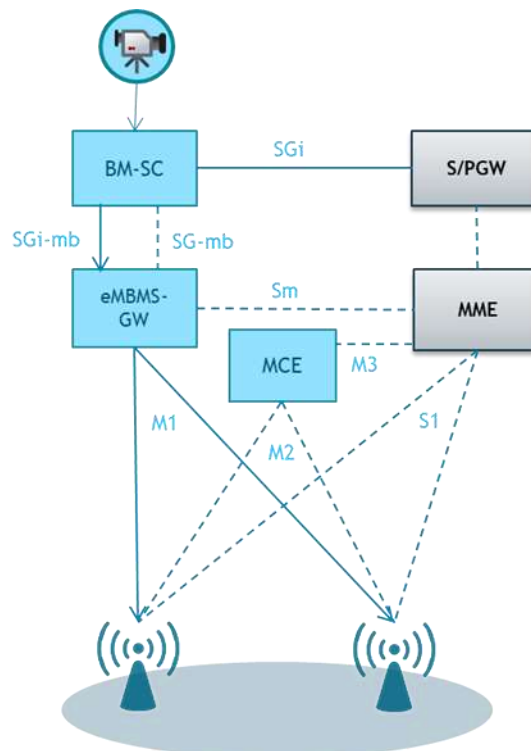 BM-SC
SGi
S/PGW
SGi-mb
SG-mb
eMBMS-
GW
Sm
MME
MCE
M3
M1
M2
S1